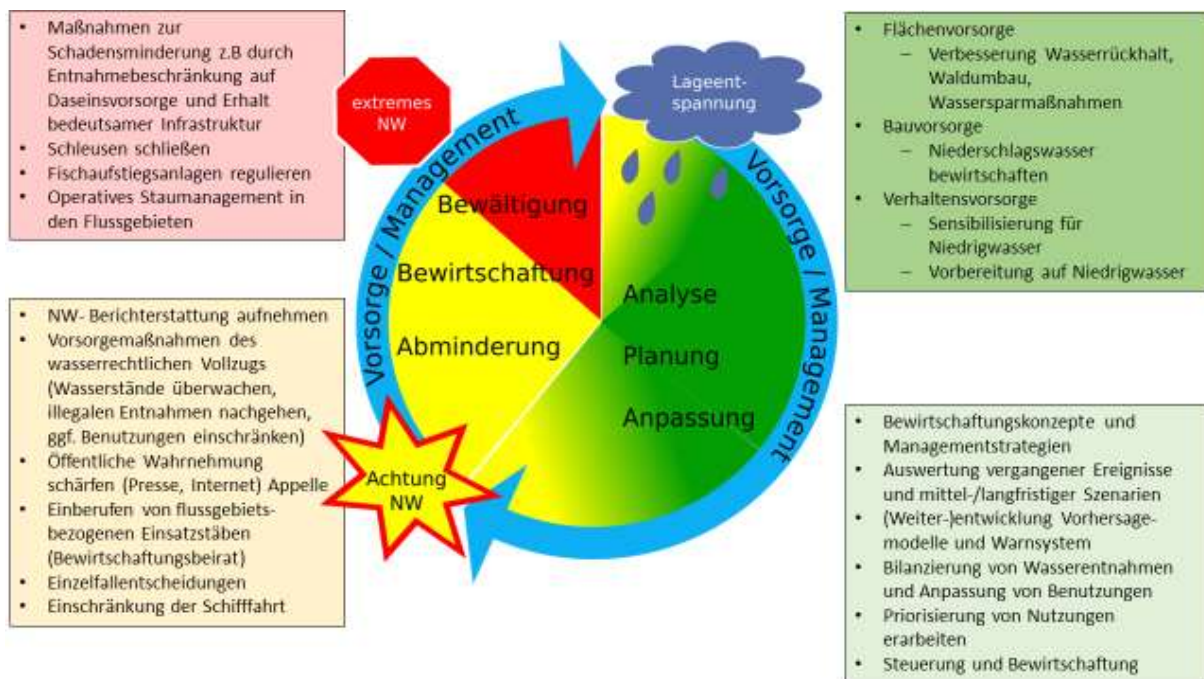 • Maßnahmen zur
Schadensminderung z.B durch
Entnahmebeschränkung auf
Daseinsvorsorge und Erhalt
bedeutsamer Infrastruktur
• Schleusen schließen
• Fischaufstiegsanlagen regulieren
• Operatives Staumanagement in
den Flussgebieten
• NW- Berichterstattung aufnehmen
• Vorsorgemaßnahmen des
wasserrechtlichen Vollzugs
(Wasserstände überwachen,
illegalen Entnahmen nachgehen,
ggf. Benutzungen einschränken)
• Öffentliche Wahrnehmung
schärfen (Presse, Internet) Appelle
• Einberufen von flussgebiets-
bezogenen Einsatzstäben
(Bewirtschaftungsbeirat)
• Einzelfallentscheidungen
• Einschränkung der Schifffahrt
extremes
NW
Lageent-
spannung
Vorsorge / Management
Vorsorge / Management
Bewältigung
Bewirtschaftung
Abminderung
Analyse
Planung
Anpassung
Achtung
NW
• Flächenvorsorge
– Verbesserung Wasserrückhalt,
Waldumbau,
Wassersparmaßnahmen
• Bauvorsorge
– Niederschlagswasser
bewirtschaften
• Verhaltensvorsorge
– Sensibilisierung für
Niedrigwasser
– Vorbereitung auf Niedrigwasser
• Bewirtschaftungskonzepte und
Managementstrategien
• Auswertung vergangener Ereignisse
und mittel-/langfristiger Szenarien
• (Weiter-)entwicklung Vorhersage-
modelle und Warnsystem
• Bilanzierung von Wasserentnahmen
und Anpassung von Benutzungen
• Priorisierung von Nutzungen
erarbeiten
• Steuerung und Bewirtschaftung